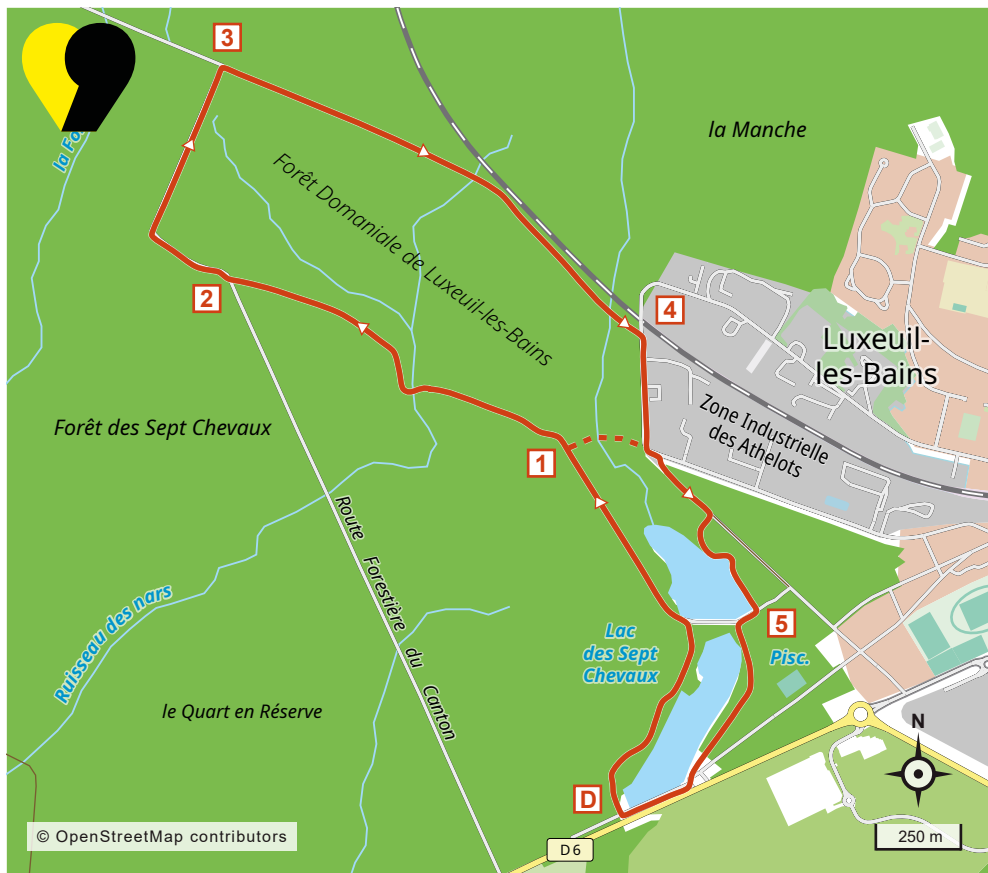 3
la Manche
la Fo
Forêt Domaniale de Luxeuil-les-Bains
2
4
Luxeuil-
les-Bains
Zone Industrielle
des Athelots
Forêt des Sept Chevaux
1
Route Forestière du Canton
Ruisseau des nars
5
Lac
des Sept
Chevaux
Pisc.
le Quart en Réserve
N
D
© OpenStreetMap contributors
D 6
250 m